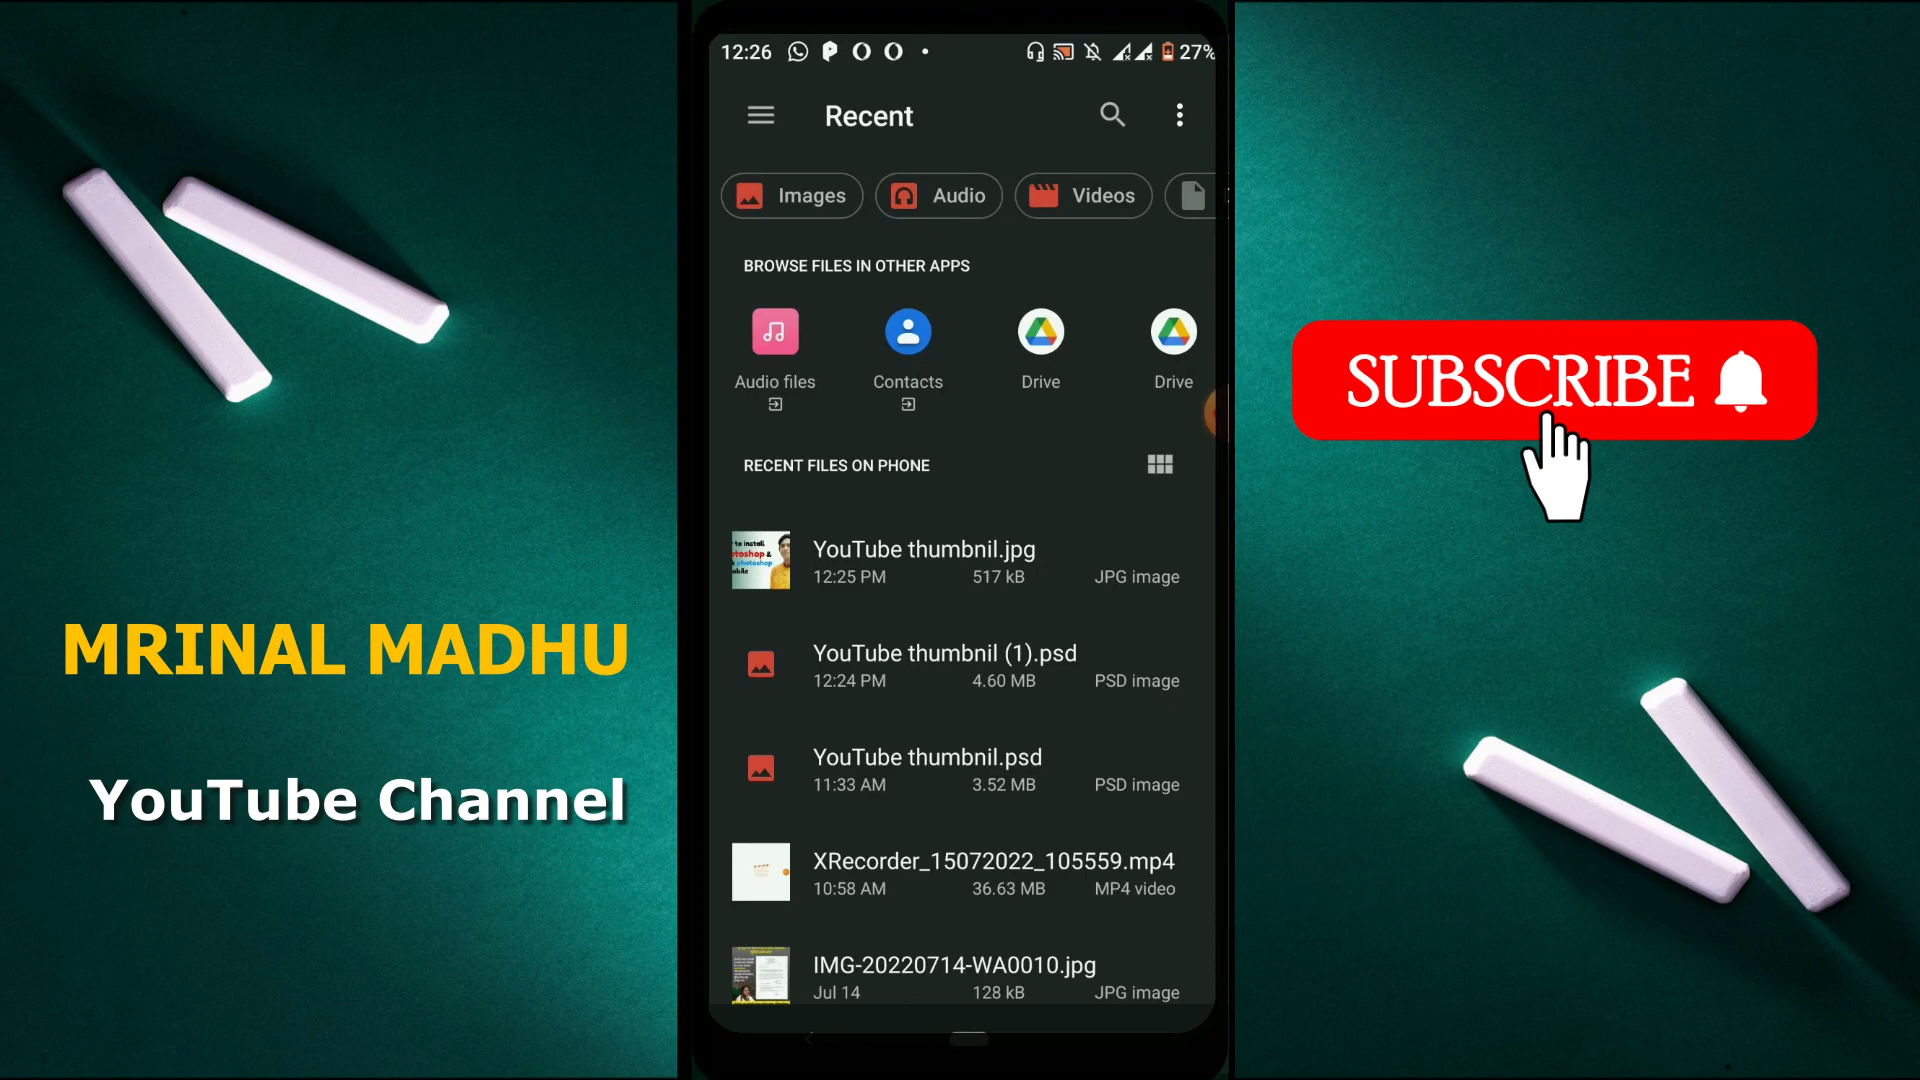 12:26
27%
Recent
Images
Audio
Videos
BROWSE FILES IN OTHER APPS
Audio files
Contacts
Drive
Drive
RECENT FILES ON PHONE
to install
photoshop
YouTube thumbnil.jpg
12:25 PM 517 kB JPG image
YouTube thumbnil (1).psd
12:24 PM 4.60 MB PSD image
YouTube thumbnil.psd
11:33 AM 3.52 MB PSD image
XRecorder_15072022_105559.mp4
10:58 AM 36.63 MB MP4 video
IMG-20220714-WA0010.jpg
Jul 14 128 kB JPG image
MRINAL MADHU
YouTube Channel
SUBSCRIBE